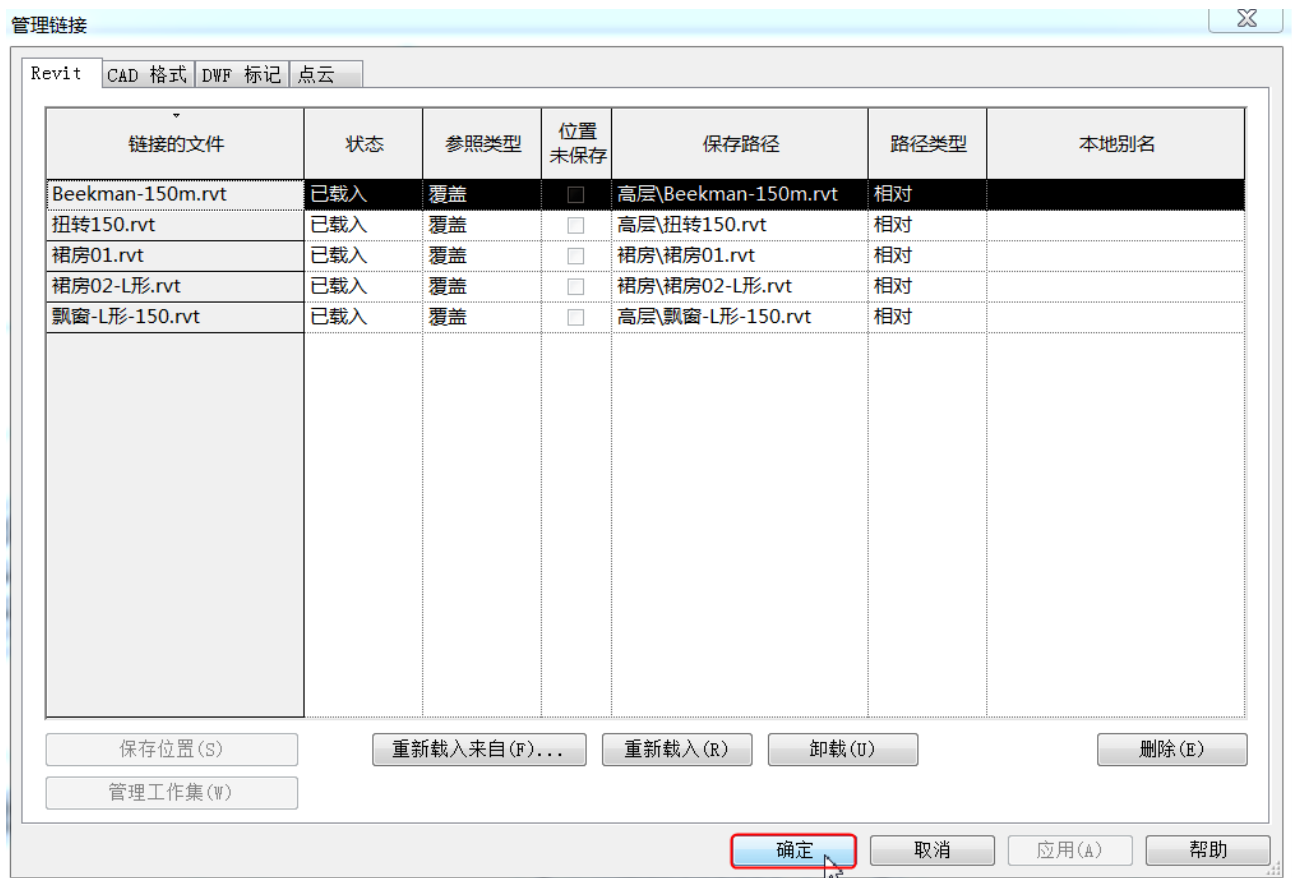 管理链接
Revit CAD 格式 DWF 标记 点云
链接的文件 状态 参照类型 位置未保存 保存路径 路径类型 本地别名
Beekman-150m.rvt 已载入 覆盖 高层\Beekman-150m.rvt 相对
扭转150.rvt 已载入 覆盖 高层\扭转150.rvt 相对
裙房01.rvt 已载入 覆盖 裙房\裙房01.rvt 相对
裙房02-L形.rvt 已载入 覆盖 裙房\裙房02-L形.rvt 相对
飘窗-L形-150.rvt 已载入 覆盖 高层\飘窗-L形-150.rvt 相对
保存位置(S) 重新载入来自(F)... 重新载入(R) 卸载(U) 删除(E)
管理工作集(W)
确定 取消 应用(A) 帮助